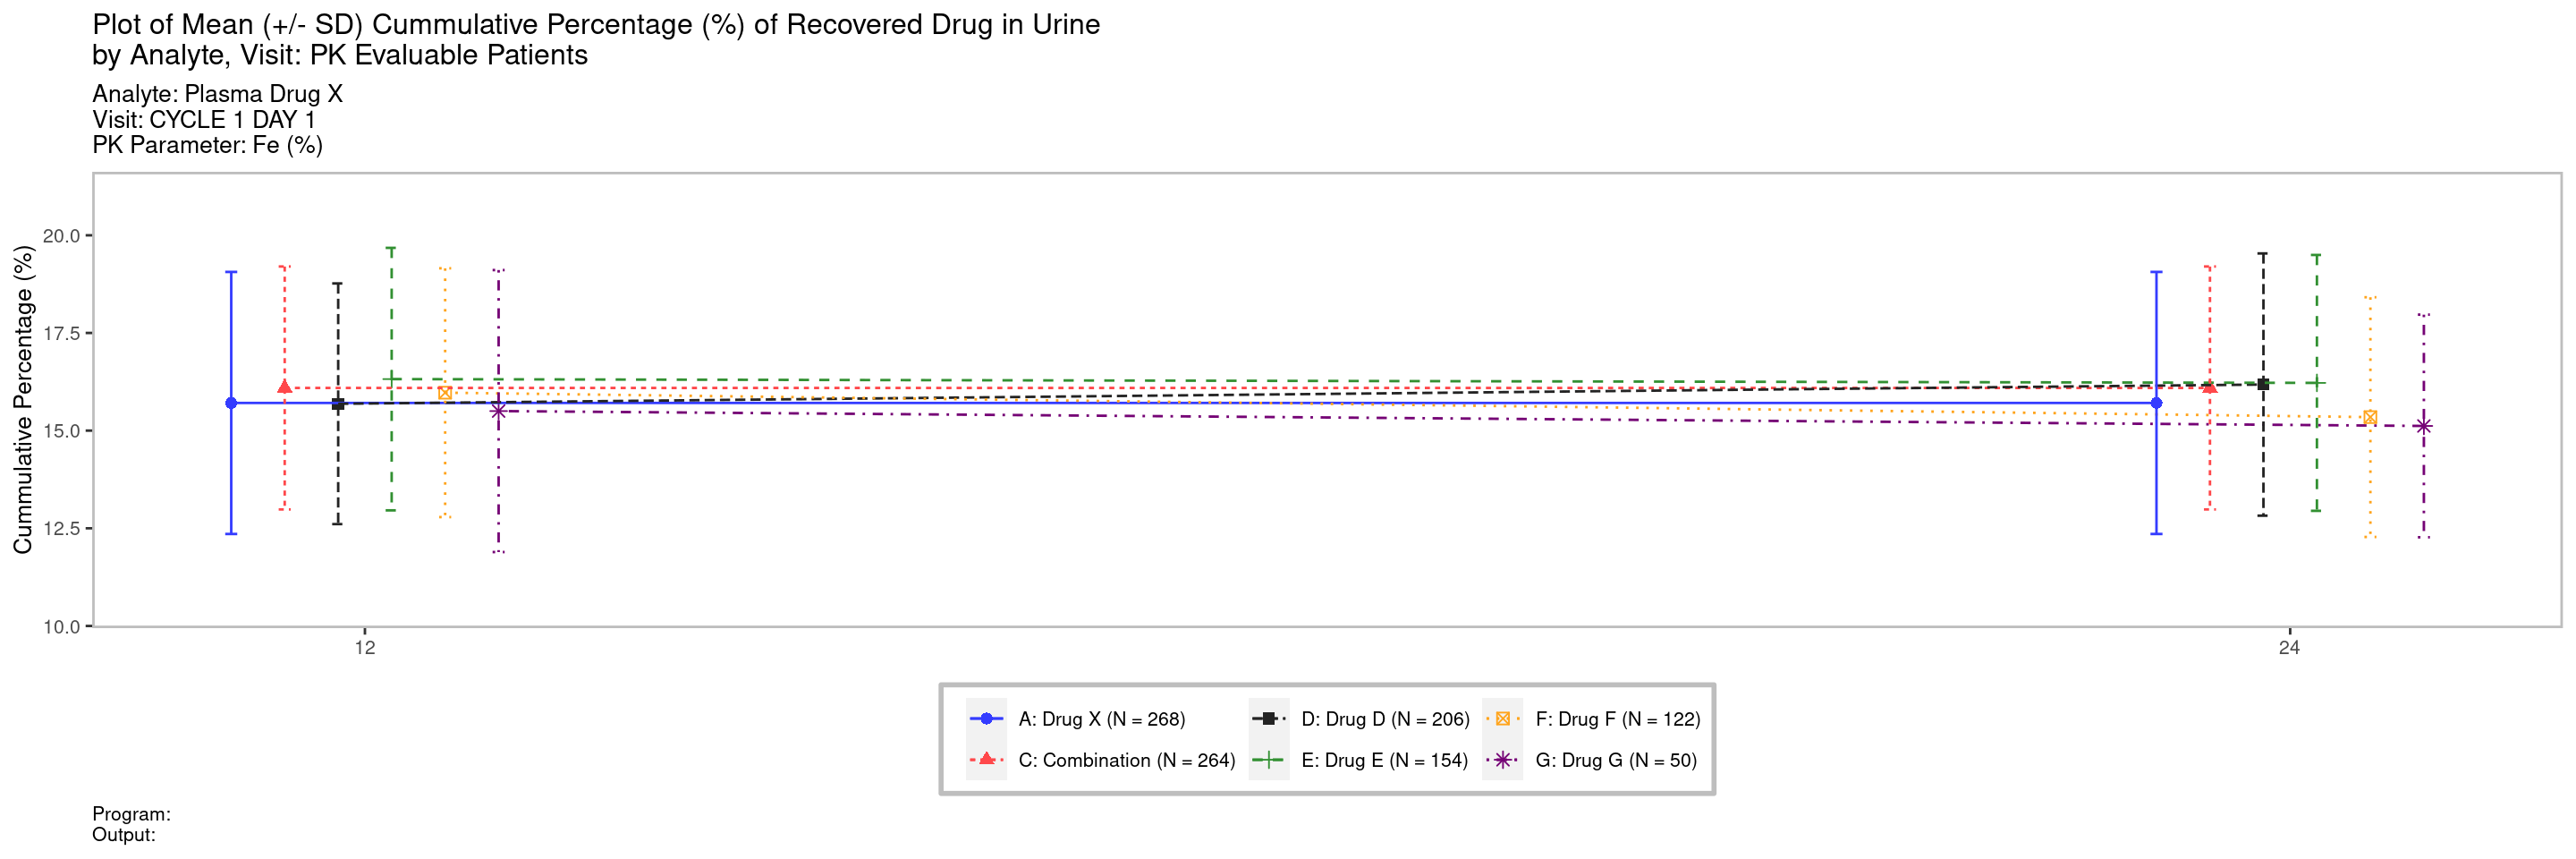 Plot of Mean (+/- SD) Cummulative Percentage (%) of Recovered Drug in Urine
by Analyte, Visit: PK Evaluable Patients
Analyte: Plasma Drug X
Visit: CYCLE 1 DAY 1
PK Parameter: Fe (%)
Cummulative Percentage (%)
20.0
17.5
15.0
12.5
10.0
12
24
A: Drug X (N = 268)
D: Drug D (N = 206)
F: Drug F (N = 122)
C: Combination (N = 264)
E: Drug E (N = 154)
G: Drug G (N = 50)
Program:
Output: